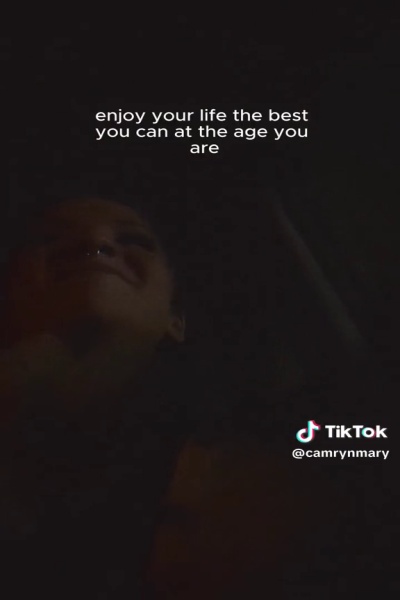 enjoy your life the best
you can at the age you
are
TikTok
@camrynmary